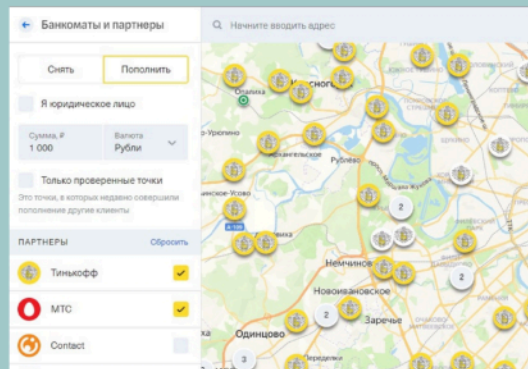 Банкоматы и партнеры
Начните вводить адрес
Снять
Пополнить
Я юридическое лицо
Сумма, ₽
1 000
Валюта
Рубли
Только проверенные точки
Это точки, в которых недавно совершили
пополнение другие клиенты
ПАРТНЕРЫ
Сбросить
Тинькофф
МТС
Contact
Опалиха
Красного
Архангельское
Рублёво
Немчинов
Новоивановское
Заречье
Одинцово
Переделки
2
2
2
3